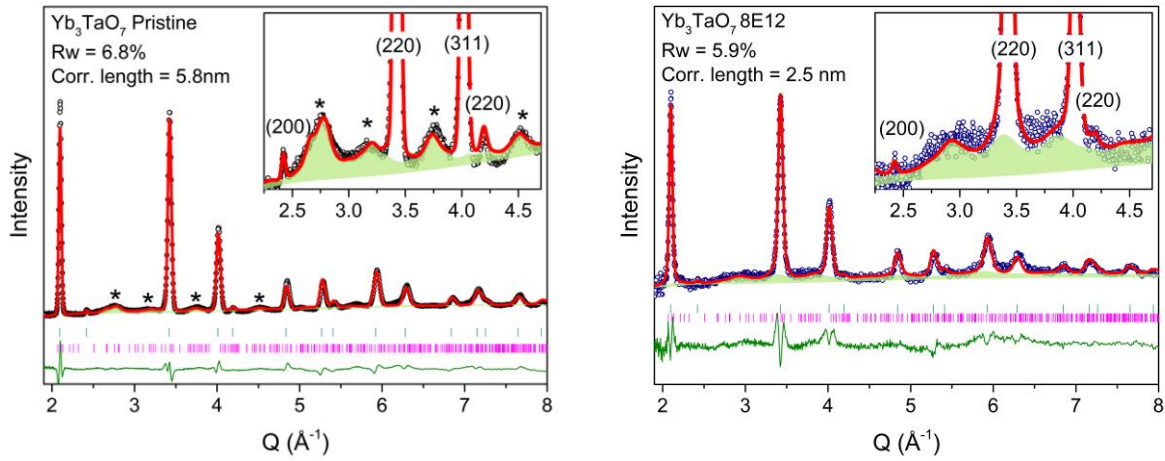 Yb₃TaO₇ Pristine
Rw = 6.8%
Corr. length = 5.8nm
(220)
(311)
(200)
*
*
*
(220)
*
2.5 3.0 3.5 4.0 4.5
* * * *
Intensity
2 3 4 5 6 7 8
Q (Å⁻¹)
Yb₃TaO₇ 8E12
Rw = 5.9%
Corr. length = 2.5 nm
(220)
(311)
(220)
(200)
2.5 3.0 3.5 4.0 4.5
Intensity
2 3 4 5 6 7 8
Q (Å⁻¹)